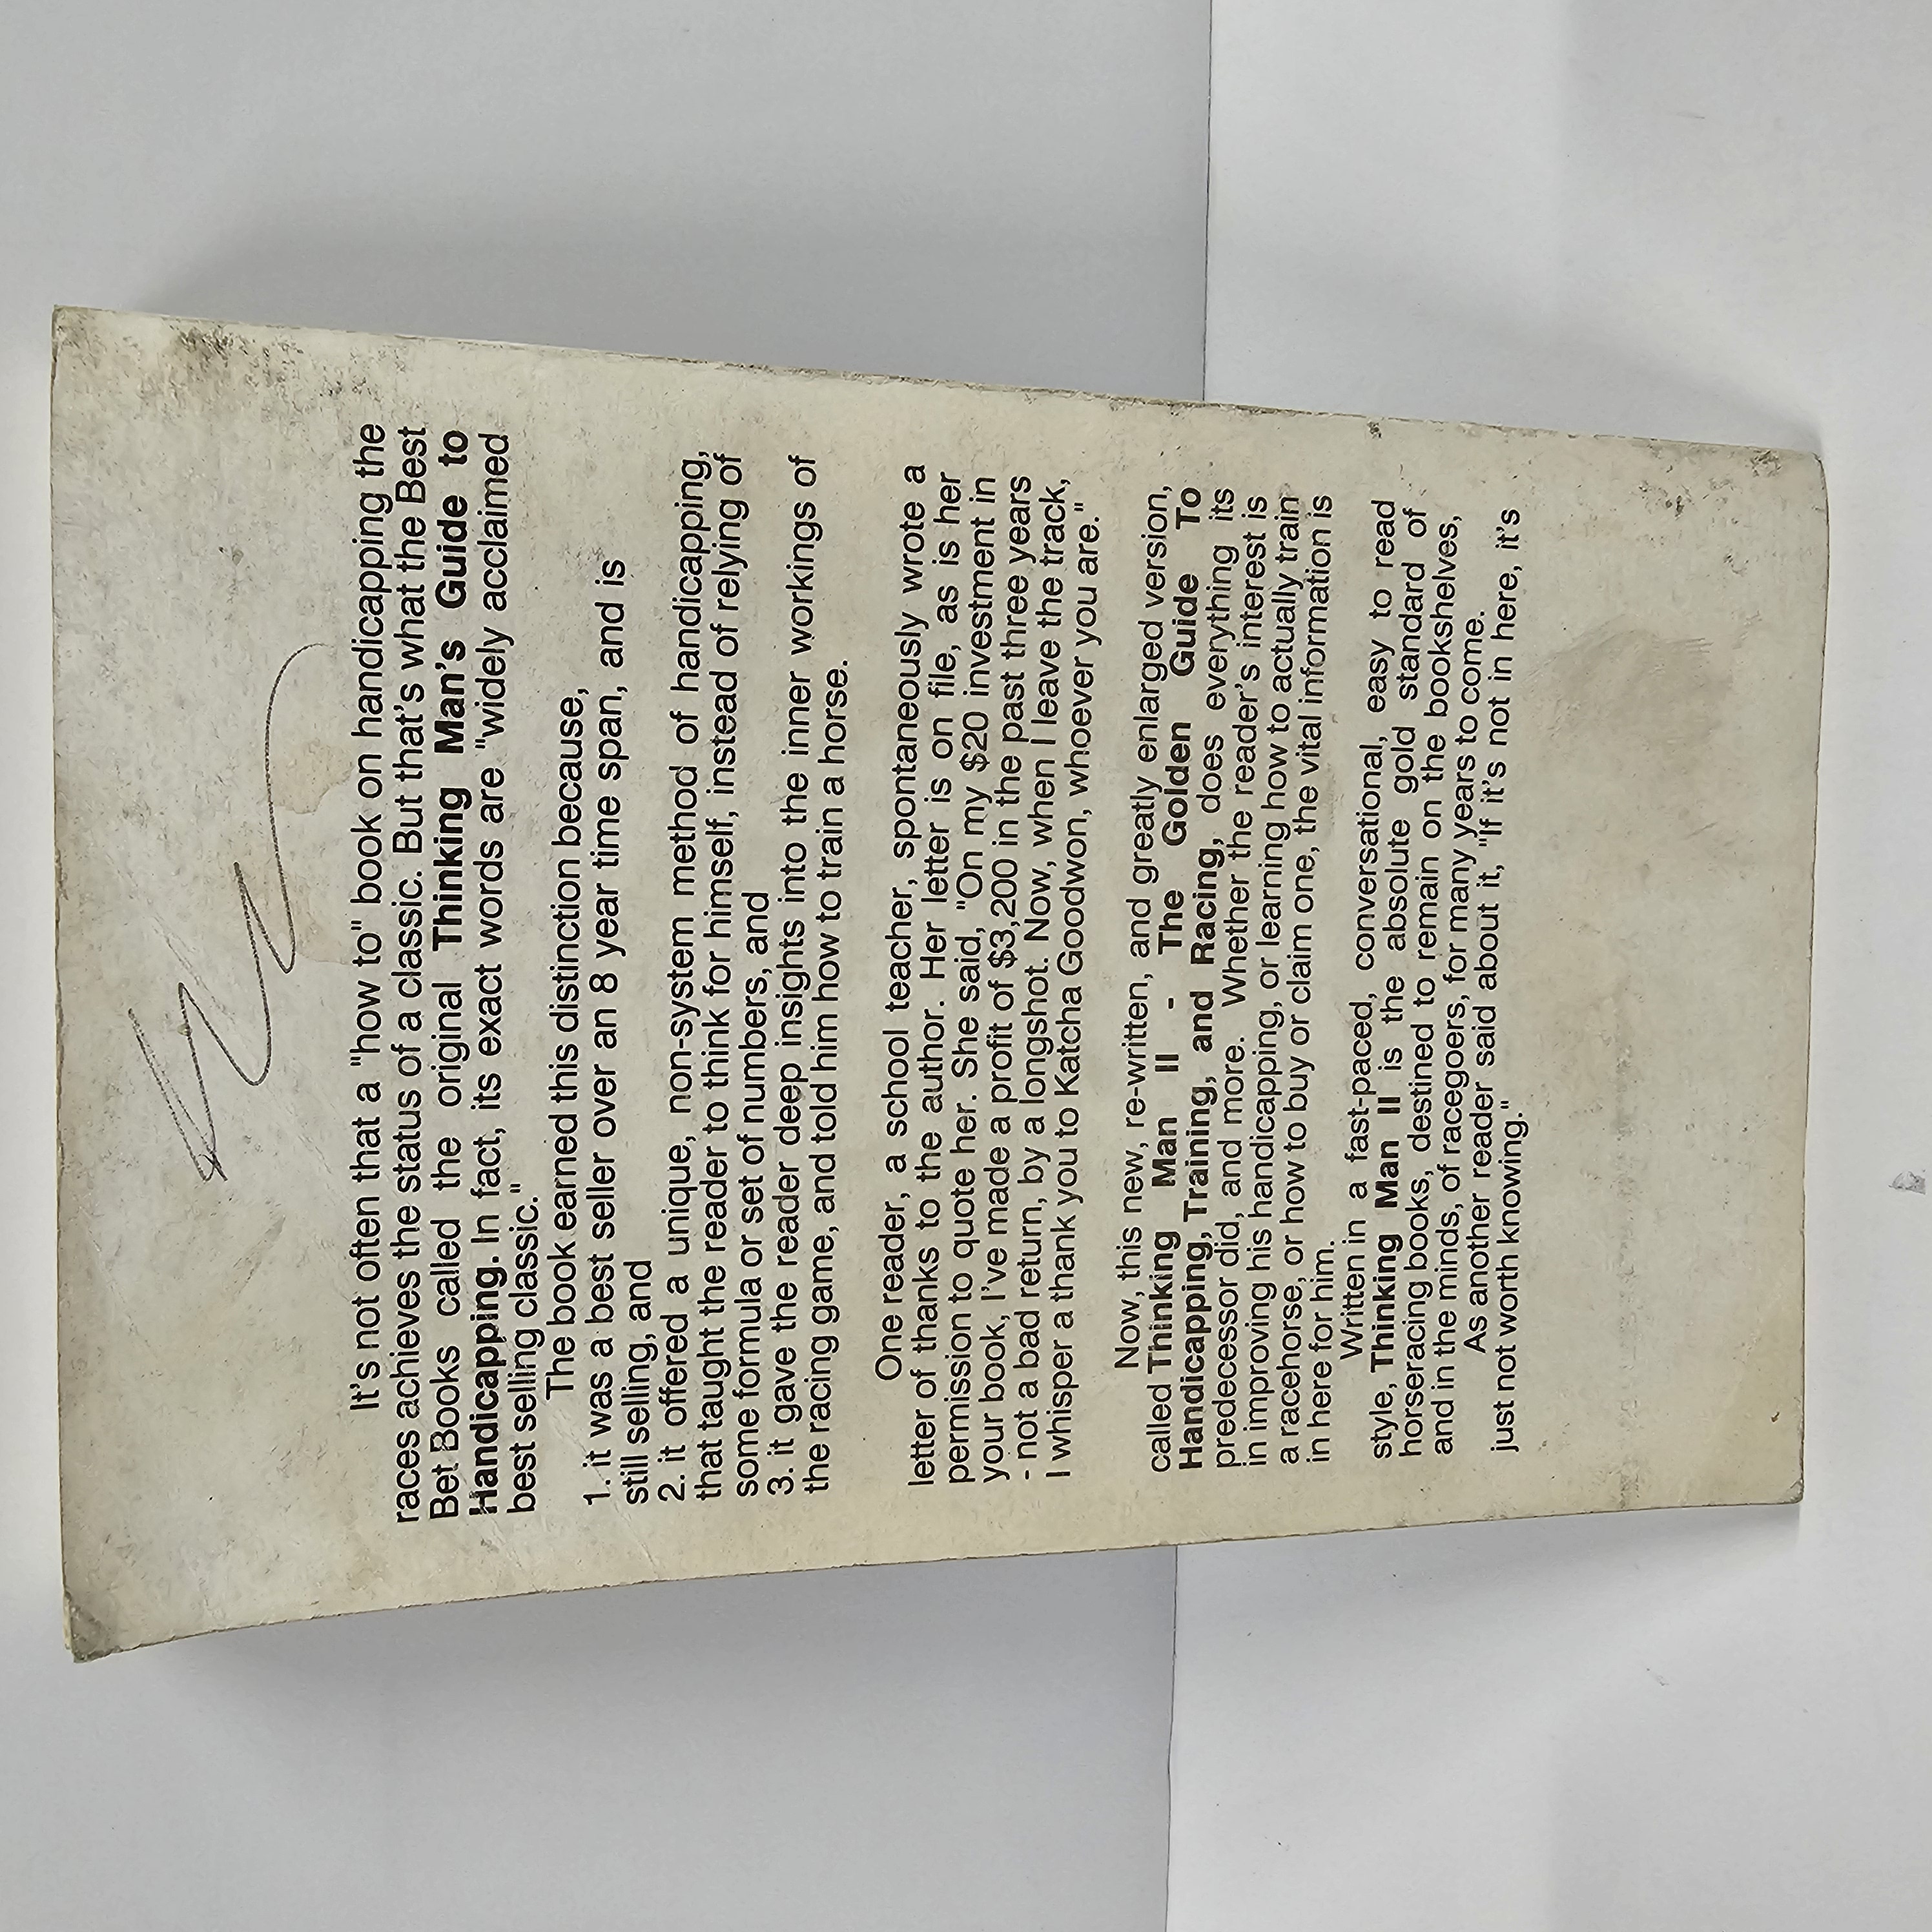 It's not often that a "how to" book on handicapping the
races achieves the status of a classic. But that's what the Best
Bet Books called the original Thinking Man's Guide to
Handicapping. In fact, its exact words are "widely acclaimed
best selling classic."
The book earned this distinction because,
1. it was a best seller over an 8 year time span, and is
still selling, and
2. it offered a unique, non-system method of handicapping,
that taught the reader to think for himself, instead of relying of
some formula or set of numbers, and
3. it gave the reader deep insights into the inner workings of
the racing game, and told him how to train a horse.
One reader, a school teacher, spontaneously wrote a
letter of thanks to the author. Her letter is on file, as is her
permission to quote her. She said, "On my $20 investment in
your book, I've made a profit of $3,200 in the past three years
- not a bad return, by a longshot. Now, when I leave the track,
I whisper a thank you to Katcha Goodwon, whoever you are."
Now, this new, re-written, and greatly enlarged version,
called Thinking Man II - The Golden Guide To
Handicapping, Training, and Racing, does everything its
predecessor did, and more. Whether the reader's interest is
in improving his handicapping, or learning how to actually train
a racehorse, or how to buy or claim one, the vital information is
in here for him.
Written in a fast-paced, conversational, easy to read
style, Thinking Man II is the absolute gold standard of
horseracing books, destined to remain on the bookshelves,
and in the minds, of racegoers, for many years to come.
As another reader said about it, "If it's not in here, it's
just not worth knowing."